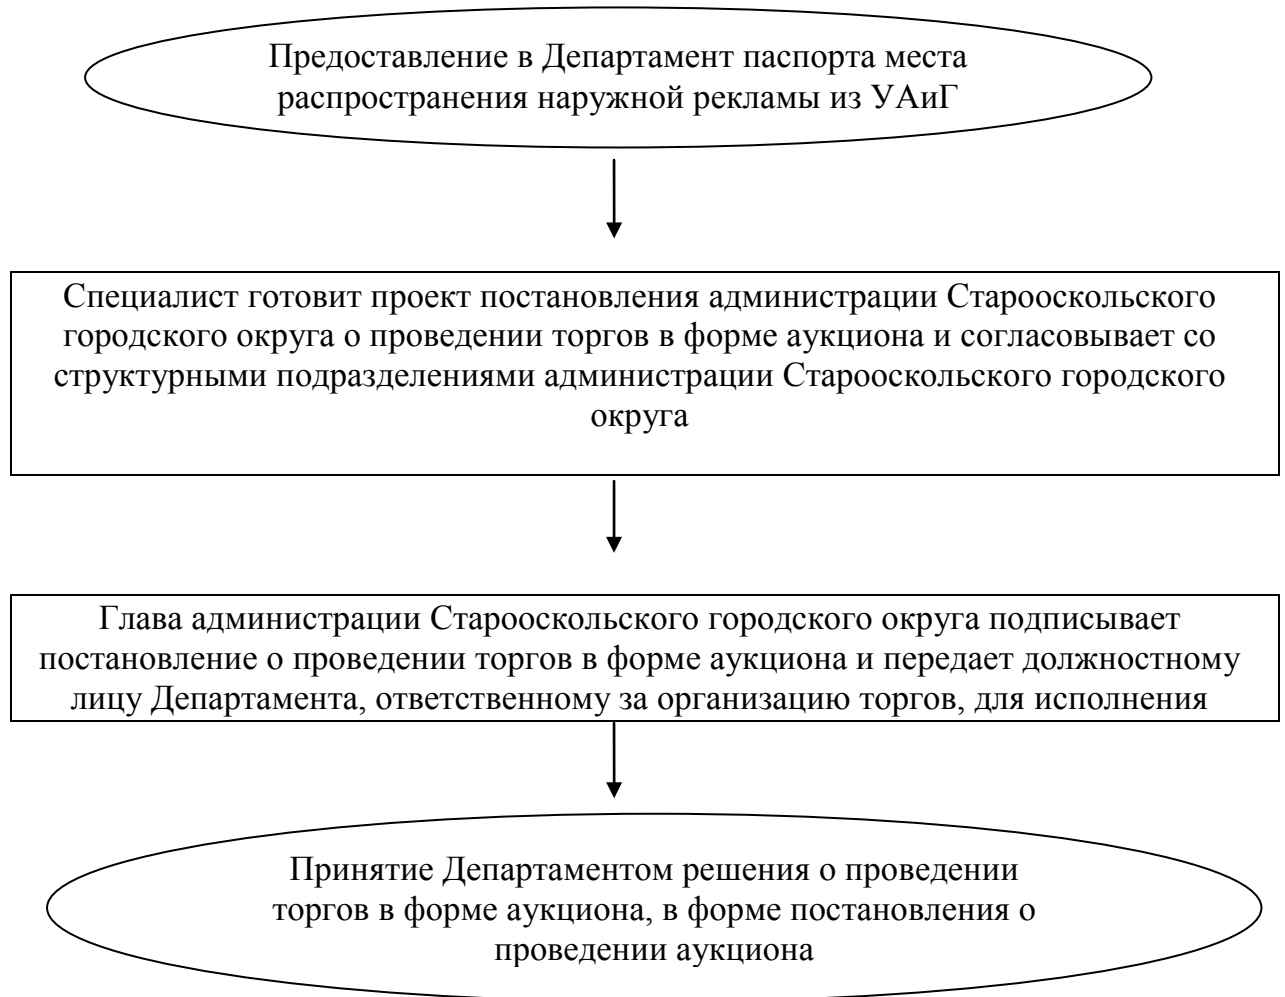 Предоставление в Департамент паспорта места
распространения наружной рекламы из УАиГ
Специалист готовит проект постановления администрации Старооскольского
городского округа о проведении торгов в форме аукциона и согласовывает со
структурными подразделениями администрации Старооскольского городского
округа
Глава администрации Старооскольского городского округа подписывает
постановление о проведении торгов в форме аукциона и передает должностному
лицу Департамента, ответственному за организацию торгов, для исполнения
Принятие Департаментом решения о проведении
торгов в форме аукциона, в форме постановления о
проведении аукциона